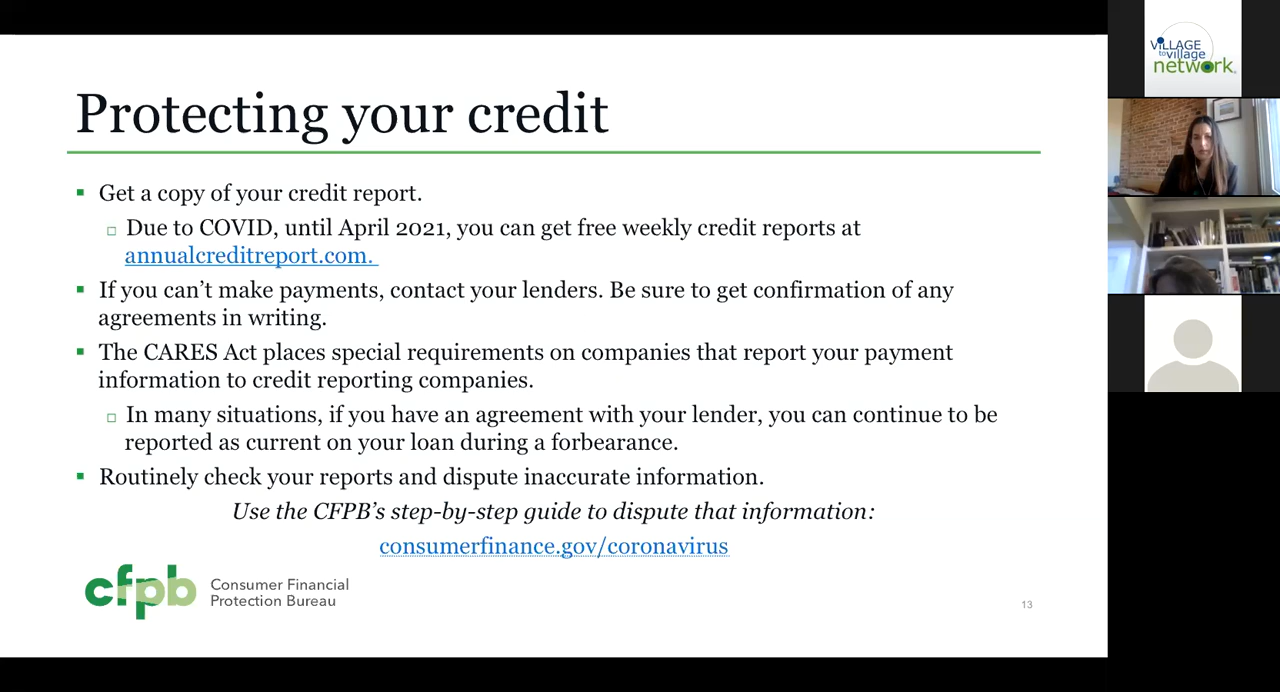 Protecting your credit
Get a copy of your credit report.
Due to COVID, until April 2021, you can get free weekly credit reports at
annualcreditreport.com.
If you can’t make payments, contact your lenders. Be sure to get confirmation of any
agreements in writing.
The CARES Act places special requirements on companies that report your payment
information to credit reporting companies.
In many situations, if you have an agreement with your lender, you can continue to be
reported as current on your loan during a forbearance.
Routinely check your reports and dispute inaccurate information.
Use the CFPB’s step-by-step guide to dispute that information:
consumerfinance.gov/coronavirus
cfpb
Consumer Financial
Protection Bureau
13
VILLAGE
to village
network